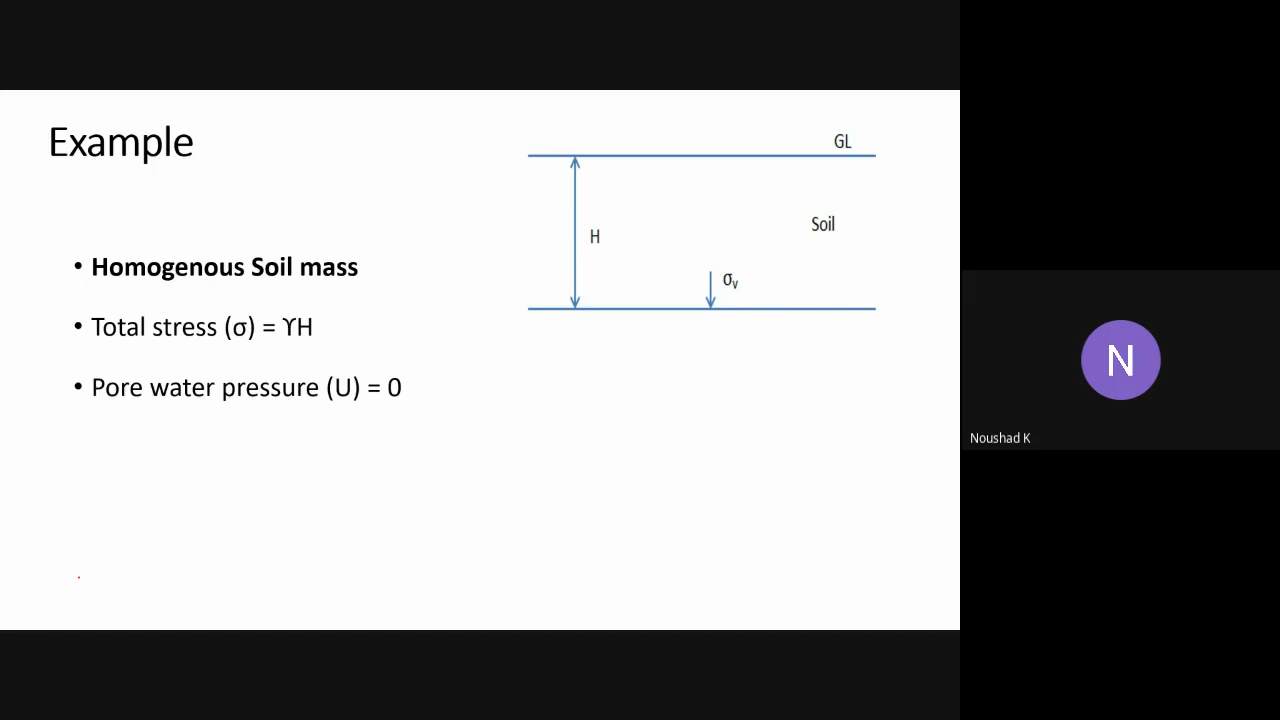 Example
GL
Soil
H
σᵥ
• Homogenous Soil mass
• Total stress (σ) = ϒH
• Pore water pressure (U) = 0
N
Noushad K